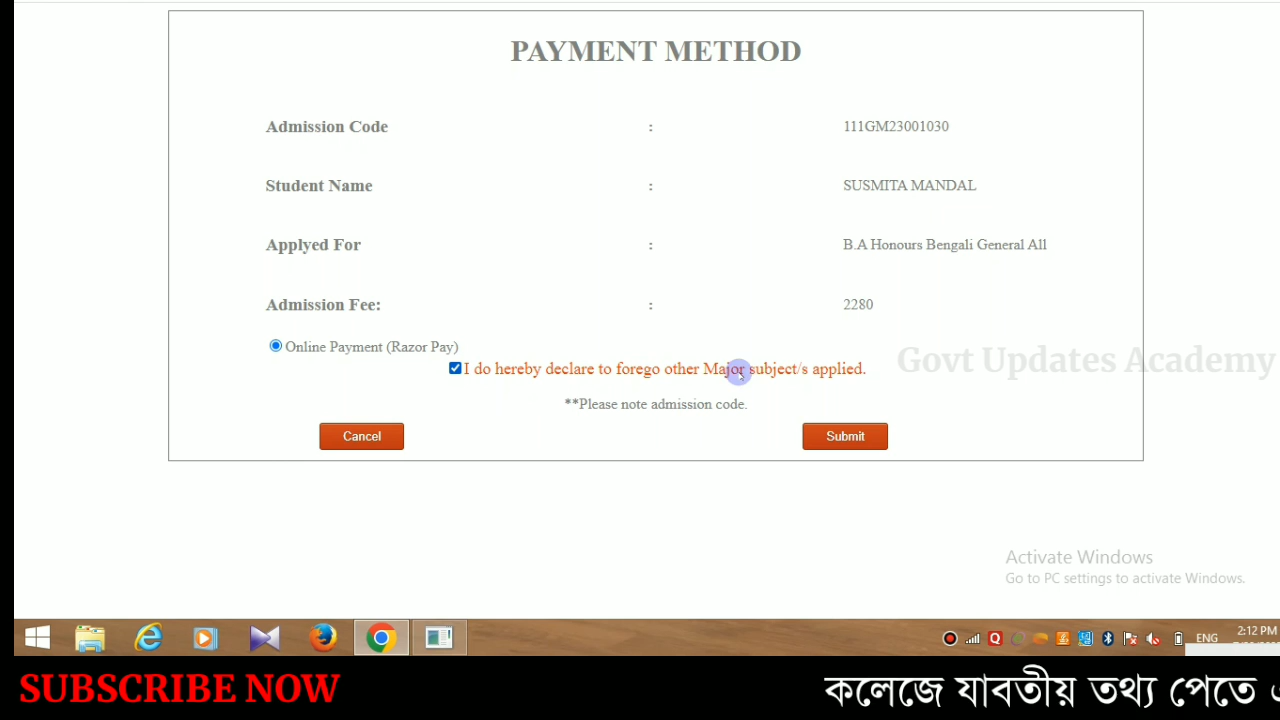 PAYMENT METHOD
Admission Code : 111GM23001030
Student Name : SUSMITA MANDAL
Applyed For : B.A Honours Bengali General All
Admission Fee: : 2280
Online Payment (Razor Pay)
I do hereby declare to forego other Major subject/s applied.
Govt Updates Academy
**Please note admission code.
Cancel Submit
Activate Windows
Go to PC settings to activate Windows.
ENG 2:12 PM
SUBSCRIBE NOW কলেজে যাবতীয় তথ্য পেতে